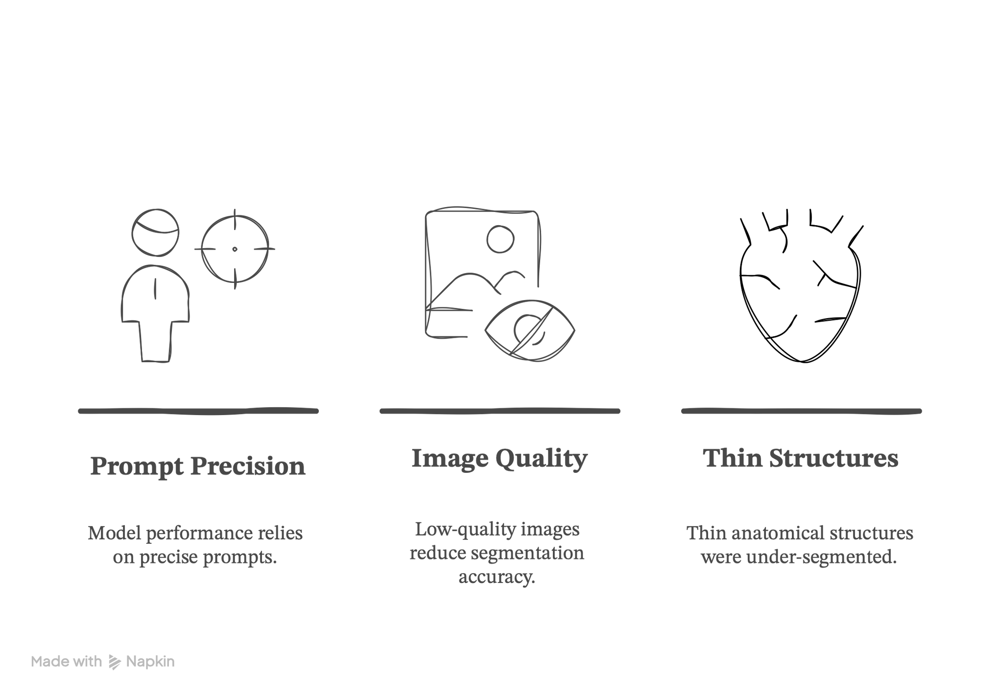 Prompt Precision
Model performance relies
on precise prompts.
Image Quality
Low-quality images
reduce segmentation
accuracy.
Thin Structures
Thin anatomical structures
were under-segmented.
Made with Napkin